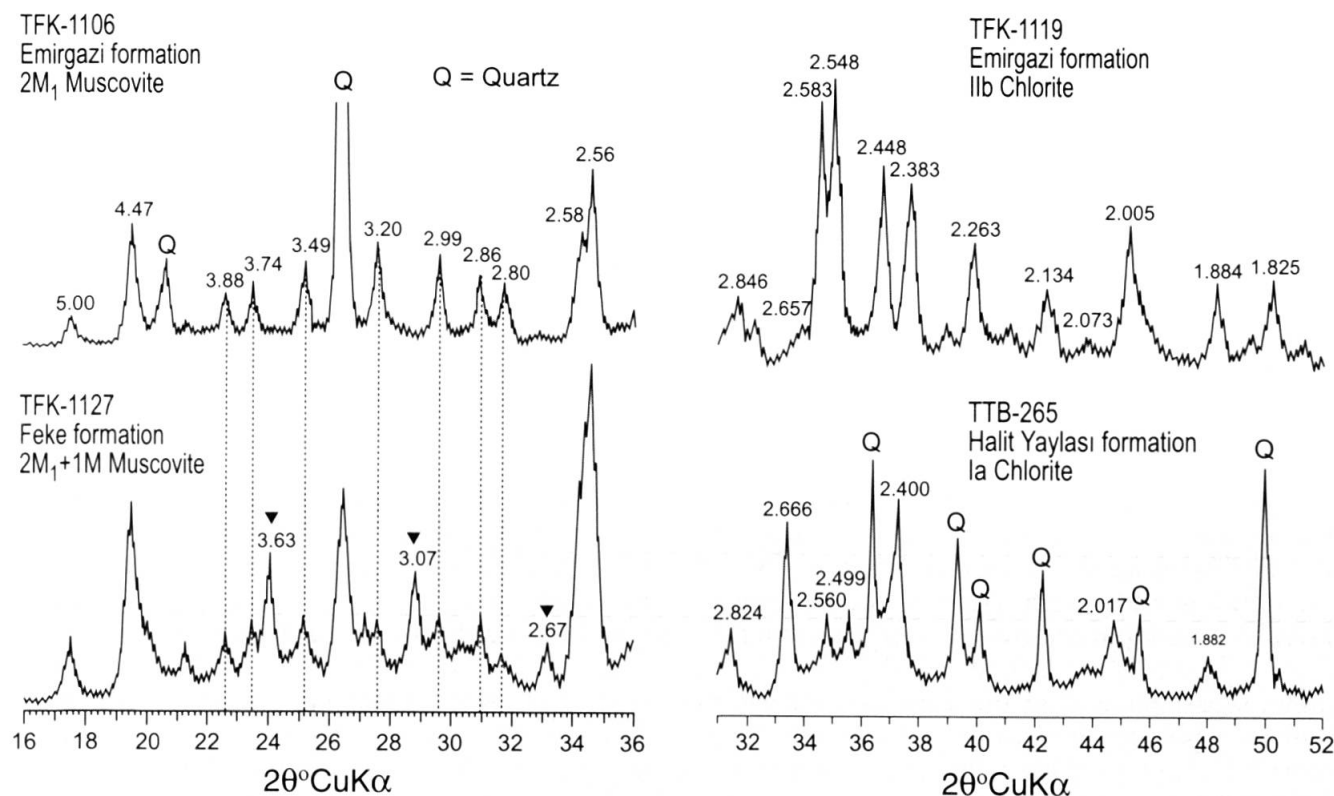 TFK-1106
Emirgazi formation
2M₁ Muscovite
Q = Quartz
Q
Q
5.00
4.47
3.88
3.74
3.49
3.20
2.99
2.86
2.80
2.58
2.56
TFK-1127
Feke formation
2M₁+1M Muscovite
3.63
3.07
2.67
16 18 20 22 24 26 28 30 32 34 36
2θ°CuKα
TFK-1119
Emirgazi formation
IIb Chlorite
2.846
2.657
2.583
2.548
2.448
2.383
2.263
2.134
2.073
2.005
1.884
1.825
TTB-265
Halit Yaylası formation
Ia Chlorite
2.824
2.666
2.560
2.499
Q
2.400
Q
Q
Q
2.017
Q
1.882
Q
32 34 36 38 40 42 44 46 48 50 52
2θ°CuKα